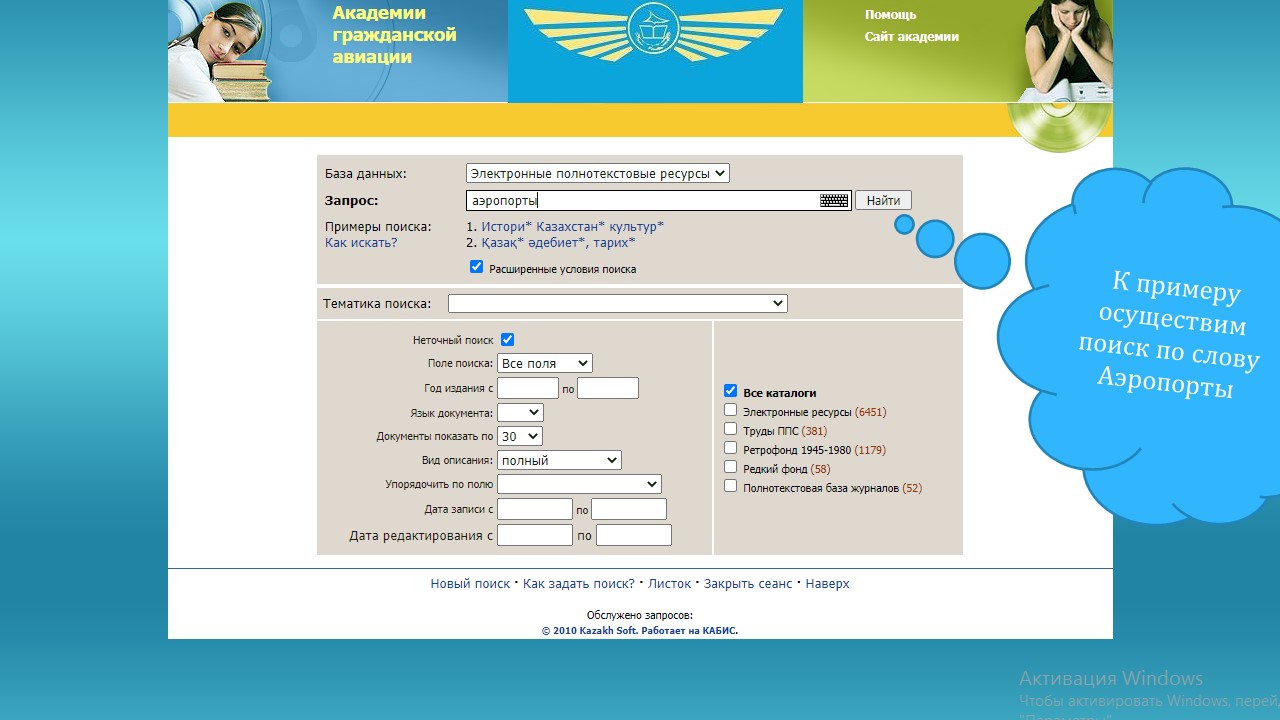 Академии
гражданской
авиации
Помощь
Сайт академии
База данных: Электронные полнотекстовые ресурсы
Запрос: аэропорты Найти
Примеры поиска: 1. Истори* Казахстан* культур*
Как искать? 2. Қазақ* әдебиет*, тарих*
Расширенные условия поиска
Тематика поиска:
Неточный поиск
Поле поиска: Все поля
Год издания с по
Язык документа:
Документы показать по 30
Вид описания: полный
Упорядочить по полю
Дата записи с по
Дата редактирования с по
Все каталоги
Электронные ресурсы (6451)
Труды ППС (381)
Ретрофонд 1945-1980 (1179)
Редкий фонд (58)
Полнотекстовая база журналов (52)
К примеру
осуществим
поиск по слову
Аэропорты
Новый поиск · Как задать поиск? · Листок · Закрыть сеанс · Наверх
Обслужено запросов:
© 2010 Kazakh Soft. Работает на КАБИС.
Активация Windows
Чтобы активировать Windows, перей